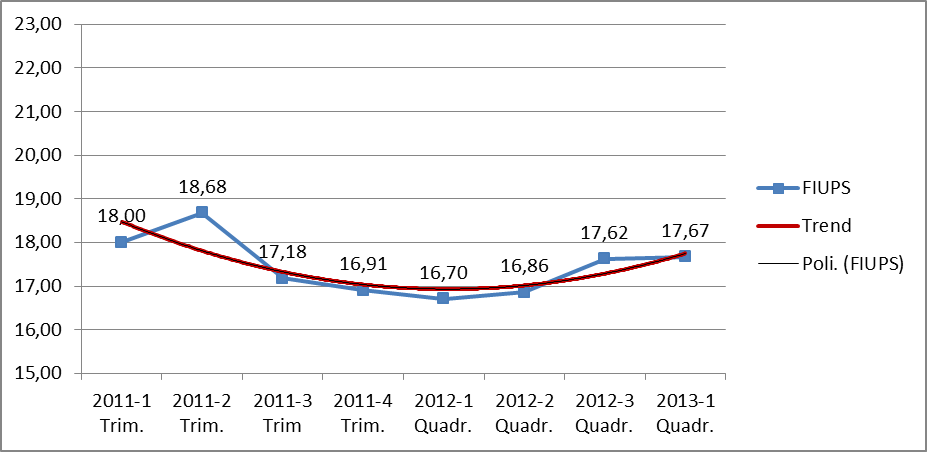 23,00
22,00
21,00
20,00
19,00
18,00
17,00
16,00
15,00
18,00
18,68
17,18
16,91
16,70
16,86
17,62
17,67
2011-1 Trim.
2011-2 Trim.
2011-3 Trim
2011-4 Trim.
2012-1 Quadr.
2012-2 Quadr.
2012-3 Quadr.
2013-1 Quadr.
FIUPS
Trend
Poli. (FIUPS)